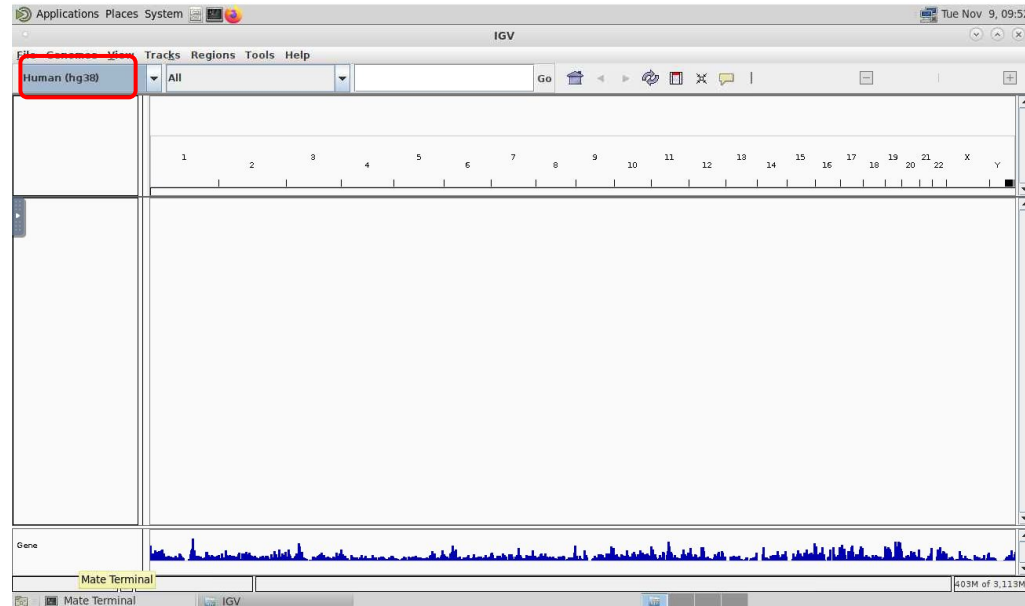 Applications Places System
Tue Nov 9, 09:52
IGV
File Genomes View Tracks Regions Tools Help
Human (hg38)
All
Go
1 2 3 4 5 6 7 8 9 10 11 12 13 14 15 16 17 18 19 20 21 22 X Y
Gene
Mate Terminal
403M of 3,113M
Mate Terminal
IGV